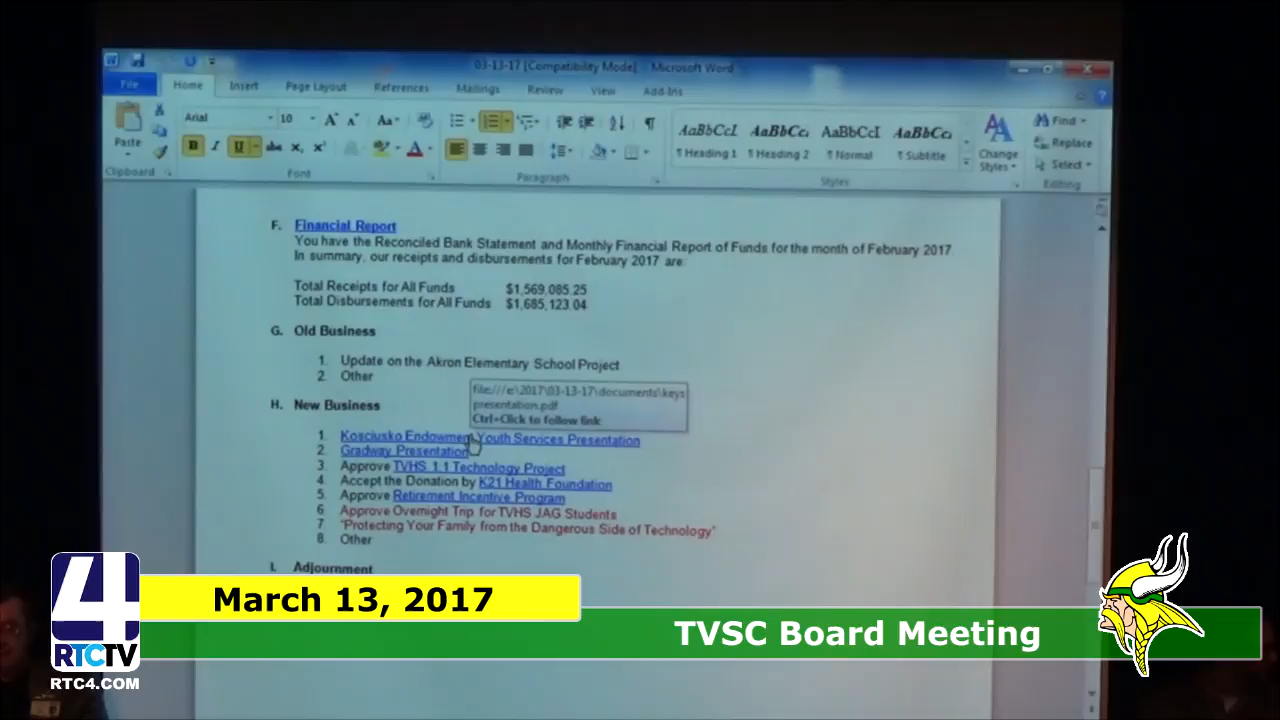 03-13-17 [Compatibility Mode] - Microsoft Word
File Home Insert Page Layout References Mailings Review View Add-Ins
Arial 10
Find
Paste
Replace
AaBbCcI AaBbCc AaBbCcI AaBbCc
Heading 1 Heading 2 Normal Subtitle
Change
Styles
Select
Clipboard Font Paragraph Styles Editing
F. Financial Report
You have the Reconciled Bank Statement and Monthly Financial Report of Funds for the month of February 2017.
In summary, our receipts and disbursements for February 2017 are:
Total Receipts for All Funds $1,569,085.25
Total Disbursements for All Funds $1,685,123.04
G. Old Business
1. Update on the Akron Elementary School Project
2. Other
file:///e:\2017\03-13-17\documents\keys
presentation.pdf
Ctrl+Click to follow link
H. New Business
1. Kosciusko Endowment Youth Services Presentation
2. Gradway Presentation
3. Approve TVHS 1:1 Technology Project
4. Accept the Donation by K21 Health Foundation
5. Approve Retirement Incentive Program
6. Approve Overnight Trip for TVHS JAG Students
7. "Protecting Your Family from the Dangerous Side of Technology"
8. Other
I. Adjournment
4
RTCTV
RTC4.COM
March 13, 2017
TVSC Board Meeting